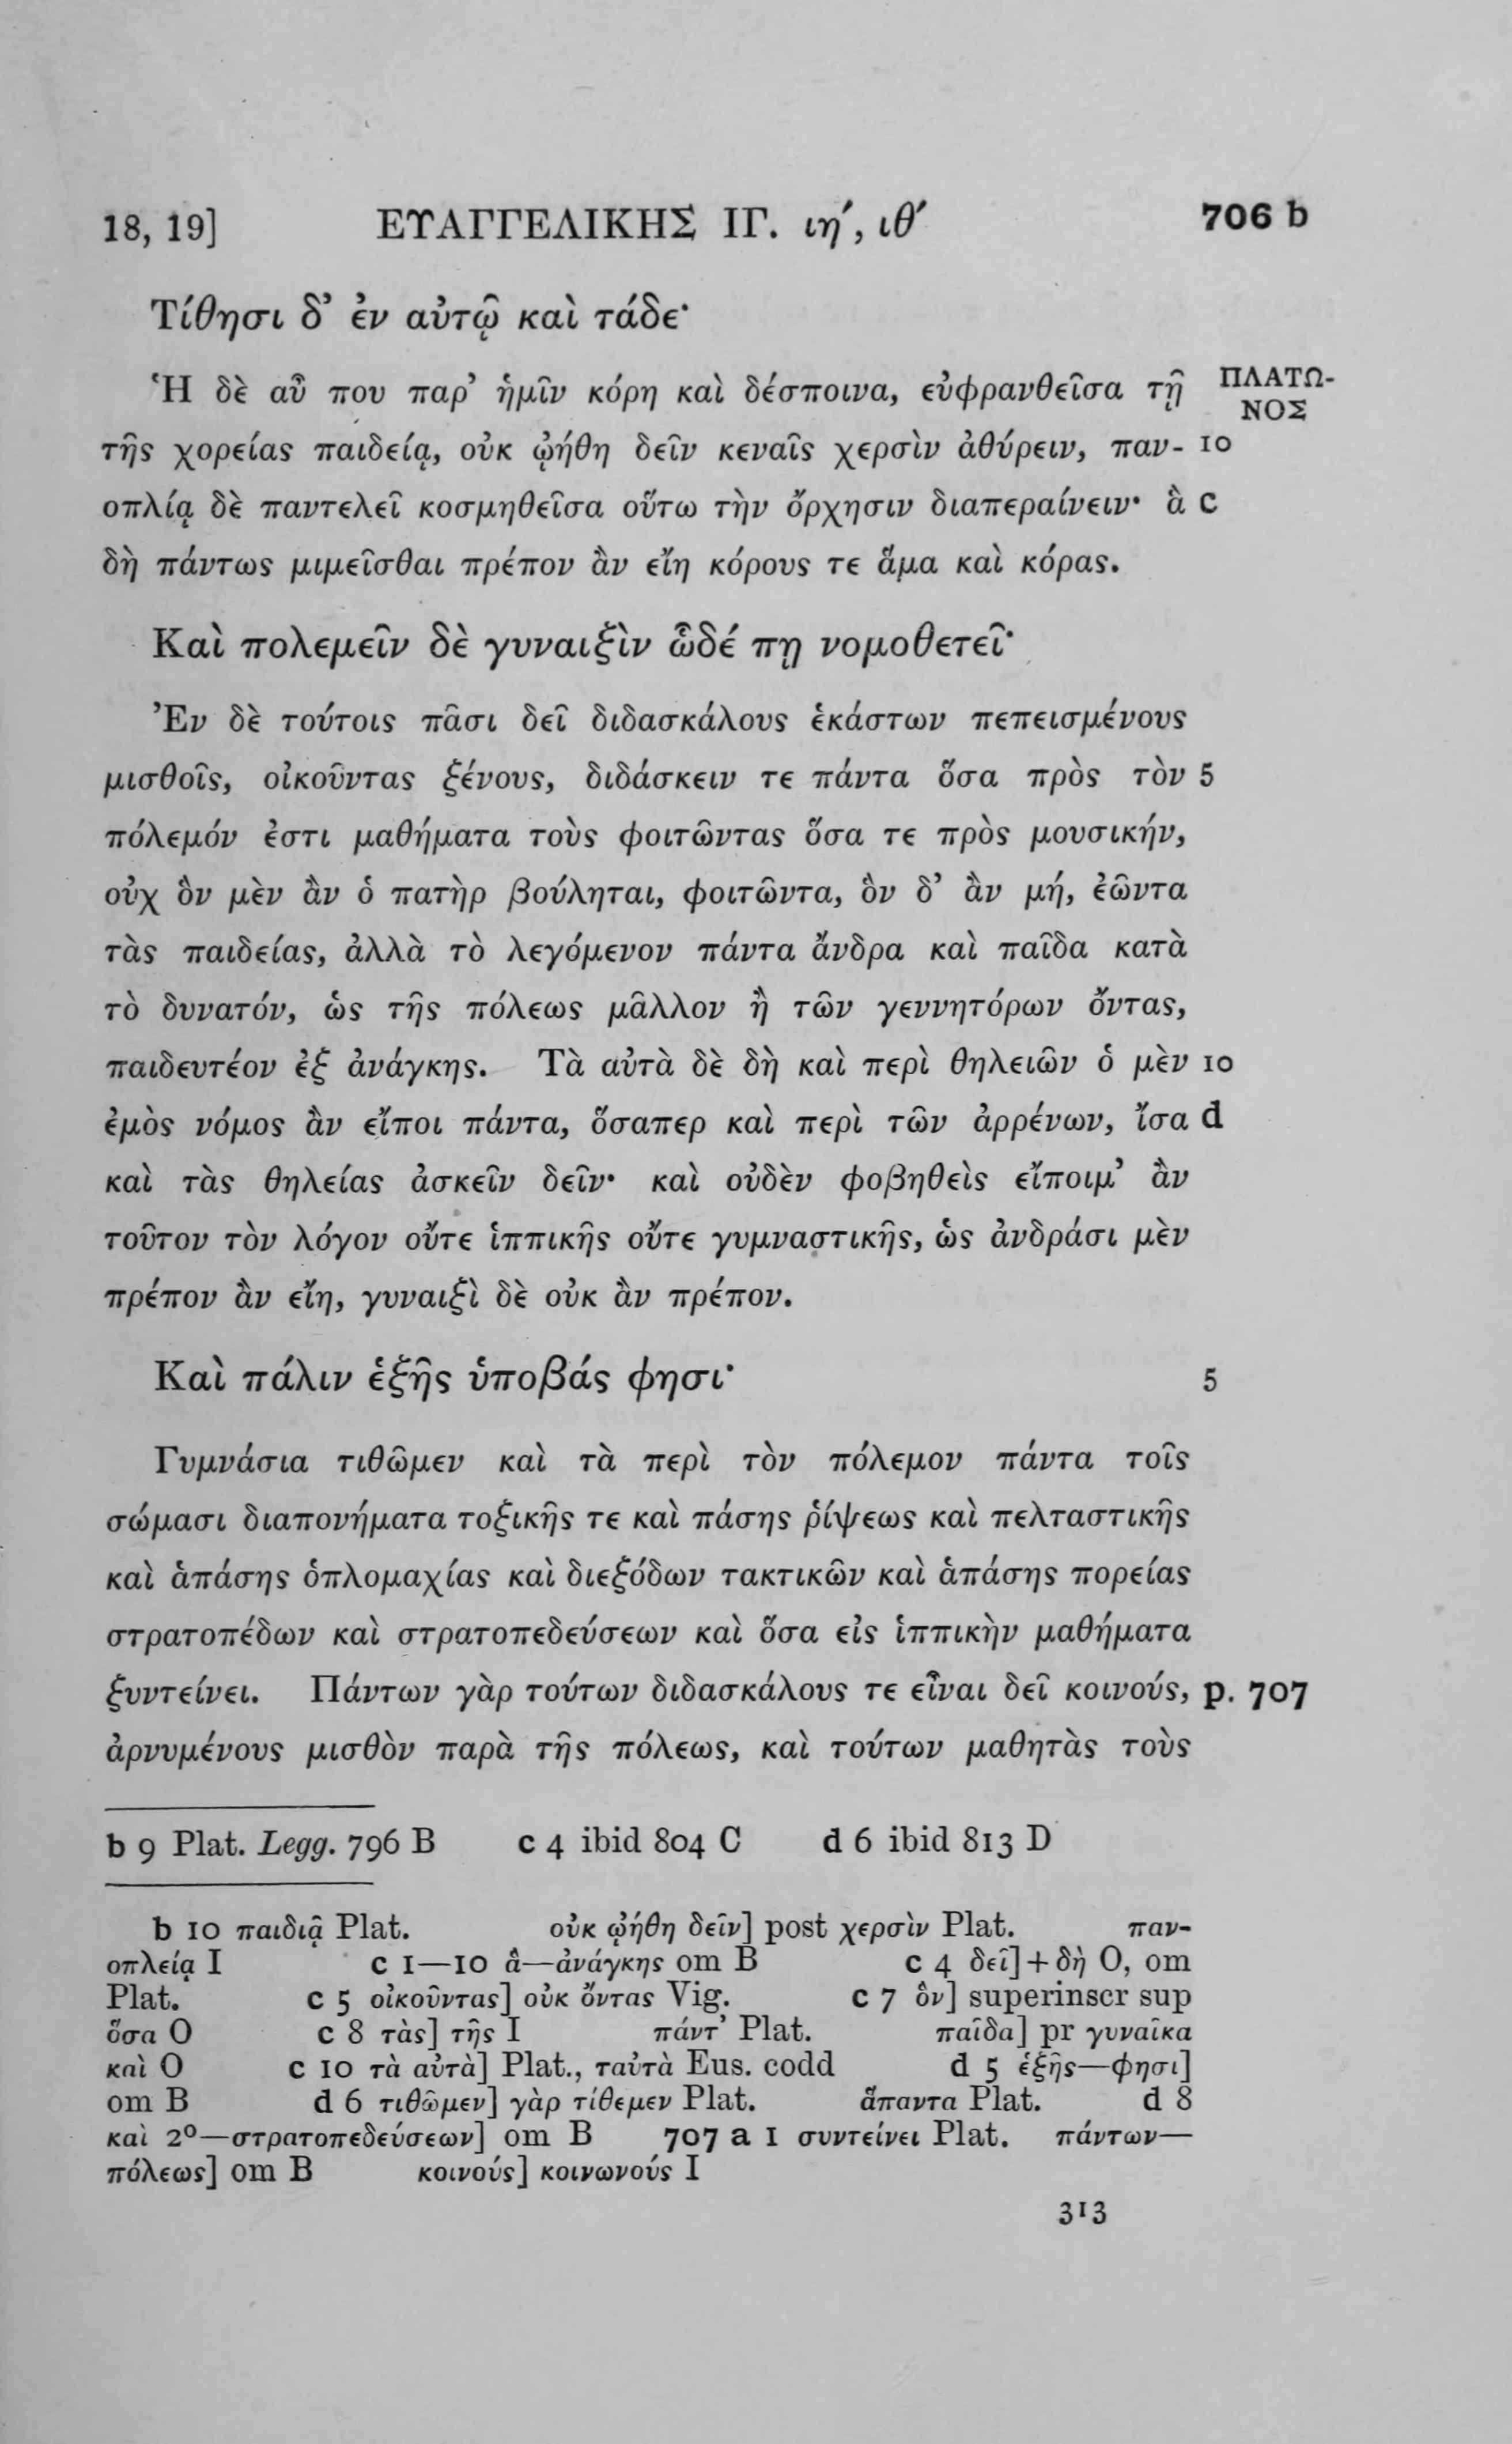 18, 19] ΕΥΑΓΓΕΛΙΚΗΣ ΙΓ. ιη΄, ιθ΄ 706 b
Τίθησι δ’ ἐν αὐτῷ καὶ τάδε·
Ἡ δὲ αὖ που παρ’ ἡμῖν κόρη καὶ δέσποινα, εὐφρανθεῖσα τῇ ΠΛΑΤΩ-
ΝΟΣ
τῆς χορείας παιδείᾳ, οὐκ ᾠήθη δεῖν κεναῖς χερσὶν ἀθύρειν, παν- 10
οπλίᾳ δὲ παντελεῖ κοσμηθεῖσα οὕτω τὴν ὄρχησιν διαπεραίνειν· ἃ c
δὴ πάντως μιμεῖσθαι πρέπον ἂν εἴη κόρους τε ἅμα καὶ κόρας.
Καὶ πολεμεῖν δὲ γυναιξὶν ὧδέ πῃ νομοθετεῖ·
Ἐν δὲ τούτοις πᾶσι δεῖ διδασκάλους ἑκάστων πεπεισμένους
μισθοῖς, οἰκοῦντας ξένους, διδάσκειν τε πάντα ὅσα πρὸς τὸν 5
πόλεμόν ἐστι μαθήματα τοὺς φοιτῶντας ὅσα τε πρὸς μουσικήν,
οὐχ ὃν μὲν ἂν ὁ πατὴρ βούληται, φοιτῶντα, ὃν δ’ ἂν μή, ἐῶντα
τὰς παιδείας, ἀλλὰ τὸ λεγόμενον πάντα ἄνδρα καὶ παῖδα κατὰ
τὸ δυνατόν, ὡς τῆς πόλεως μᾶλλον ἢ τῶν γεννητόρων ὄντας,
παιδευτέον ἐξ ἀνάγκης. Τὰ αὐτὰ δὲ δὴ καὶ περὶ θηλειῶν ὁ μὲν 10
ἐμὸς νόμος ἂν εἴποι πάντα, ὅσαπερ καὶ περὶ τῶν ἀρρένων, ἴσα d
καὶ τὰς θηλείας ἀσκεῖν δεῖν· καὶ οὐδὲν φοβηθεὶς εἴποιμ’ ἂν
τοῦτον τὸν λόγον οὔτε ἱππικῆς οὔτε γυμναστικῆς, ὡς ἀνδράσι μὲν
πρέπον ἂν εἴη, γυναιξὶ δὲ οὐκ ἂν πρέπον.
Καὶ πάλιν ἑξῆς ὑποβάς φησι· 5
Γυμνάσια τιθῶμεν καὶ τὰ περὶ τὸν πόλεμον πάντα τοῖς
σώμασι διαπονήματα τοξικῆς τε καὶ πάσης ῥίψεως καὶ πελταστικῆς
καὶ ἁπάσης ὁπλομαχίας καὶ διεξόδων τακτικῶν καὶ ἁπάσης πορείας
στρατοπέδων καὶ στρατοπεδεύσεων καὶ ὅσα εἰς ἱππικὴν μαθήματα
ξυντείνει. Πάντων γὰρ τούτων διδασκάλους τε εἶναι δεῖ κοινούς, p. 707
ἀρνυμένους μισθὸν παρὰ τῆς πόλεως, καὶ τούτων μαθητὰς τοὺς
b 9 Plat. Legg. 796 B c 4 ibid 804 C d 6 ibid 813 D
b 10 παιδιᾷ Plat. οὐκ ᾠήθη δεῖν] post χερσὶν Plat. παν-
οπλείᾳ I c 1—10 ἃ—ἀνάγκης om B c 4 δεῖ]+δὴ O, om
Plat. c 5 οἰκοῦντας] οὐκ ὄντας Vig. c 7 ὃν] superinscr sup
ὅσα O c 8 τὰς] τῆς I πάντ’ Plat. παῖδα] pr γυναῖκα
καὶ O c 10 τὰ αὐτὰ] Plat., ταὐτὰ Eus. codd d 5 ἑξῆς—φησι]
om B d 6 τιθῶμεν] γὰρ τίθεμεν Plat. ἅπαντα Plat. d 8
καὶ 2º—στρατοπεδεύσεων] om B 707 a 1 συντείνει Plat. πάντων—
πόλεως] om B κοινούς] κοινωνούς I
313